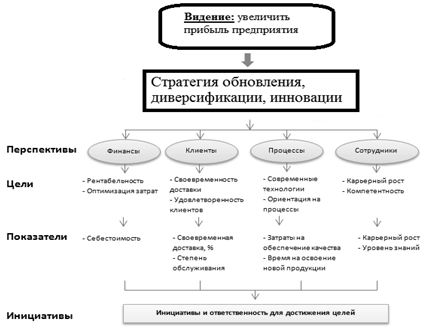 Видение: увеличить
прибыль предприятия
Стратегия обновления,
диверсификации, инновации
Перспективы
Финансы
Клиенты
Процессы
Сотрудники
Цели
- Рентабельность
- Оптимизация затрат
- Своевременность
доставки
- Удовлетворенность
клиентов
- Современные
технологии
- Ориентация на
процессы
- Карьерный рост
- Компетентность
Показатели
- Себестоимость
- Своевременная
доставка, %
- Степень
обслуживания
- Затраты на
обеспечение качества
- Время на освоение
новой продукции
- Карьерный рост
- Уровень знаний
Инициативы
Инициативы и ответственность для достижения целей